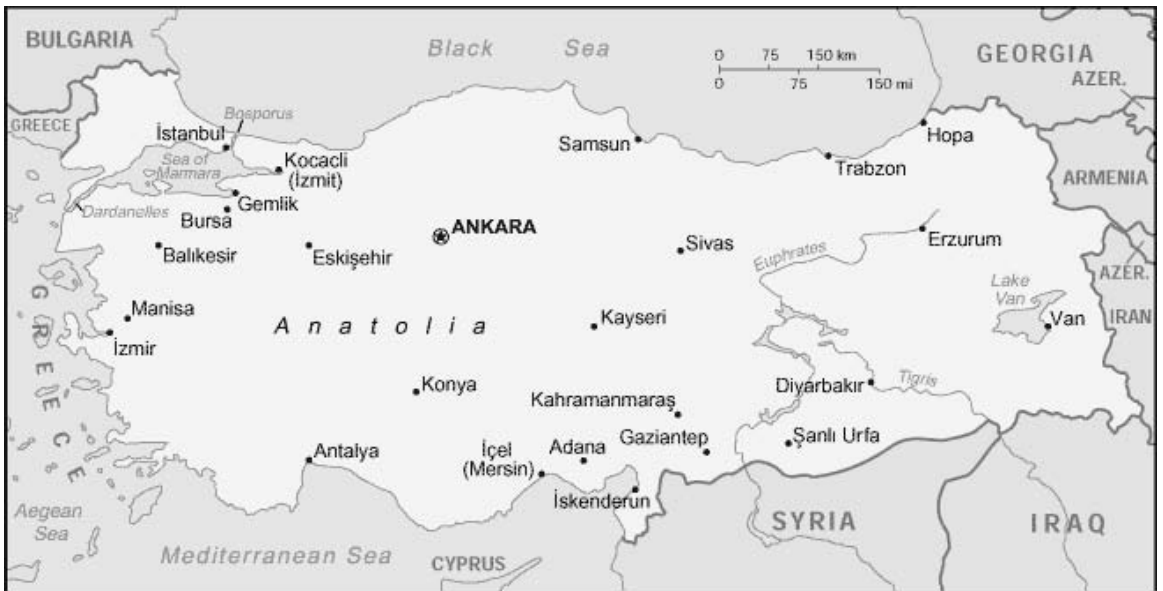 BULGARIA
Black Sea
0 75 150 km
0 75 150 mi
GEORGIA
AZER.
GREECE
Bosporus
İstanbul
Sea of
Marmara
Kocacli
(İzmit)
Samsun
Hopa
Trabzon
ARMENIA
Dardanelles
Gemlik
Bursa
ANKARA
Balıkesir
Eskişehir
Sivas
Euphrates
Erzurum
AZER.
Lake
Van
IRAN
GREECE
Manisa
İzmir
Anatolia
Kayseri
Van
Konya
Diyarbakır
Tigris
Kahramanmaraş
Antalya
İçel
(Mersin)
Adana
Gaziantep
Şanlı Urfa
İskenderun
Aegean
Sea
Mediterranean Sea
CYPRUS
SYRIA
IRAQ